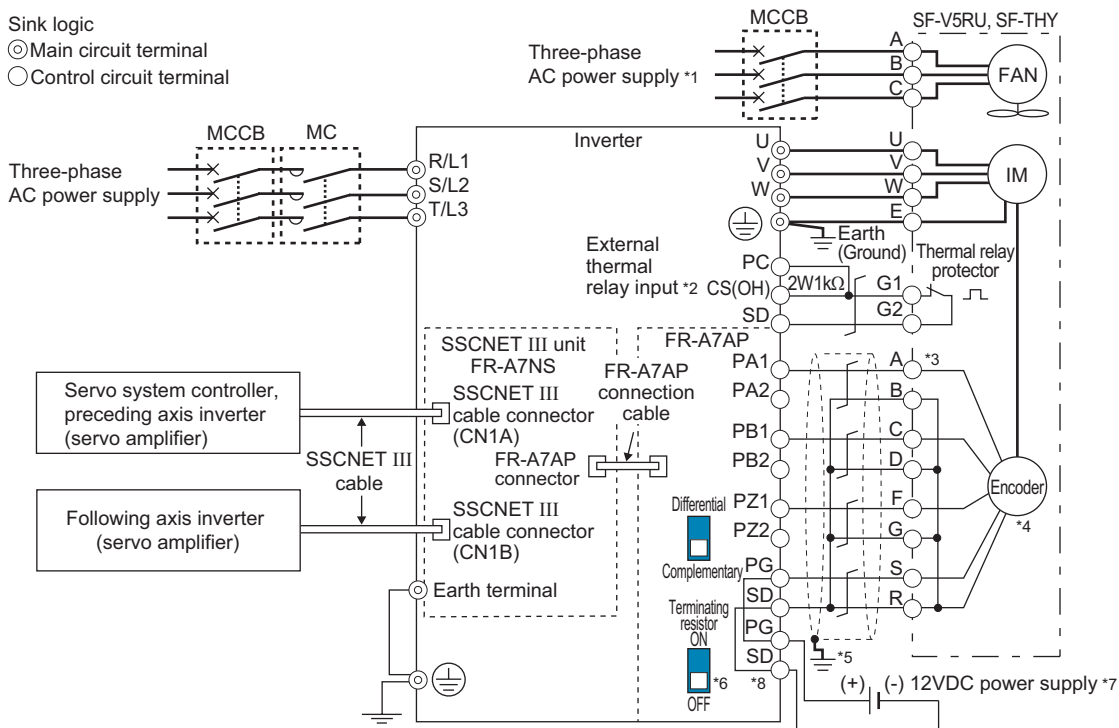 Sink logic
Main circuit terminal
Control circuit terminal
MCCB
SF-V5RU, SF-THY
Three-phase
AC power supply *1
A
B
C
FAN
MCCB
MC
Three-phase
AC power supply
R/L1
S/L2
T/L3
Inverter
U
V
W
U
V
W
E
IM
Earth
(Ground)
External
thermal
relay input *2
PC
CS(OH)
SD
2W1kΩ
G1
G2
Thermal relay
protector
SSCNET III unit
FR-A7NS
FR-A7AP
SSCNET III
cable connector
(CN1A)
FR-A7AP
connection
cable
FR-A7AP
connector
SSCNET III
cable connector
(CN1B)
Servo system controller,
preceding axis inverter
(servo amplifier)
SSCNET III
cable
Following axis inverter
(servo amplifier)
Earth terminal
PA1
PA2
PB1
PB2
PZ1
PZ2
PG
SD
PG
SD
Differential
Complementary
Terminating
resistor
ON
OFF
*6
*8
A
B
C
D
F
G
S
R
*3
Encoder
*4
*5
(+)
(-) 12VDC power supply *7